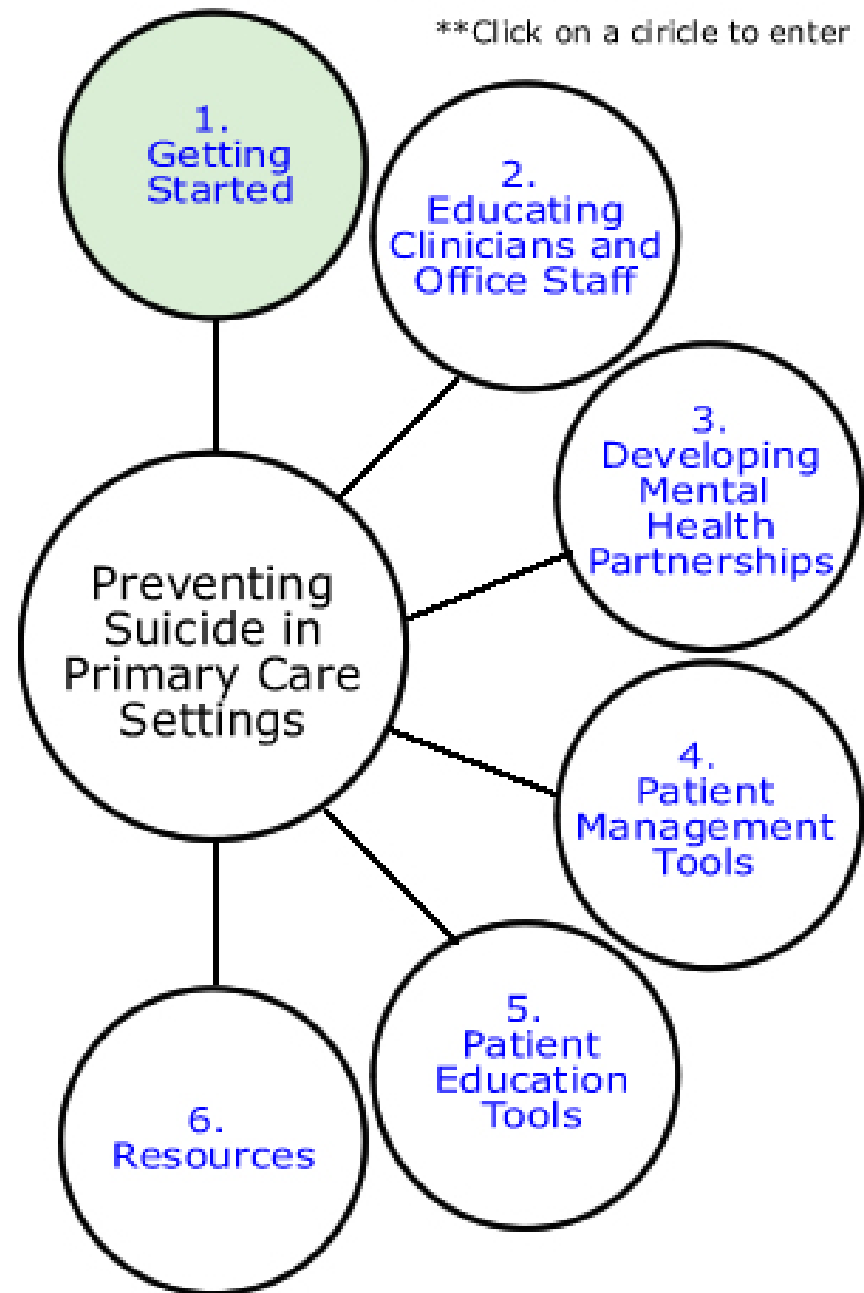 **Click on a ciricle to enter
1.
Getting
Started
2.
Educating
Clinicians and
Office Staff
3.
Developing
Mental
Health
Partnerships
Preventing
Suicide in
Primary Care
Settings
4.
Patient
Management
Tools
5.
Patient
Education
Tools
6.
Resources